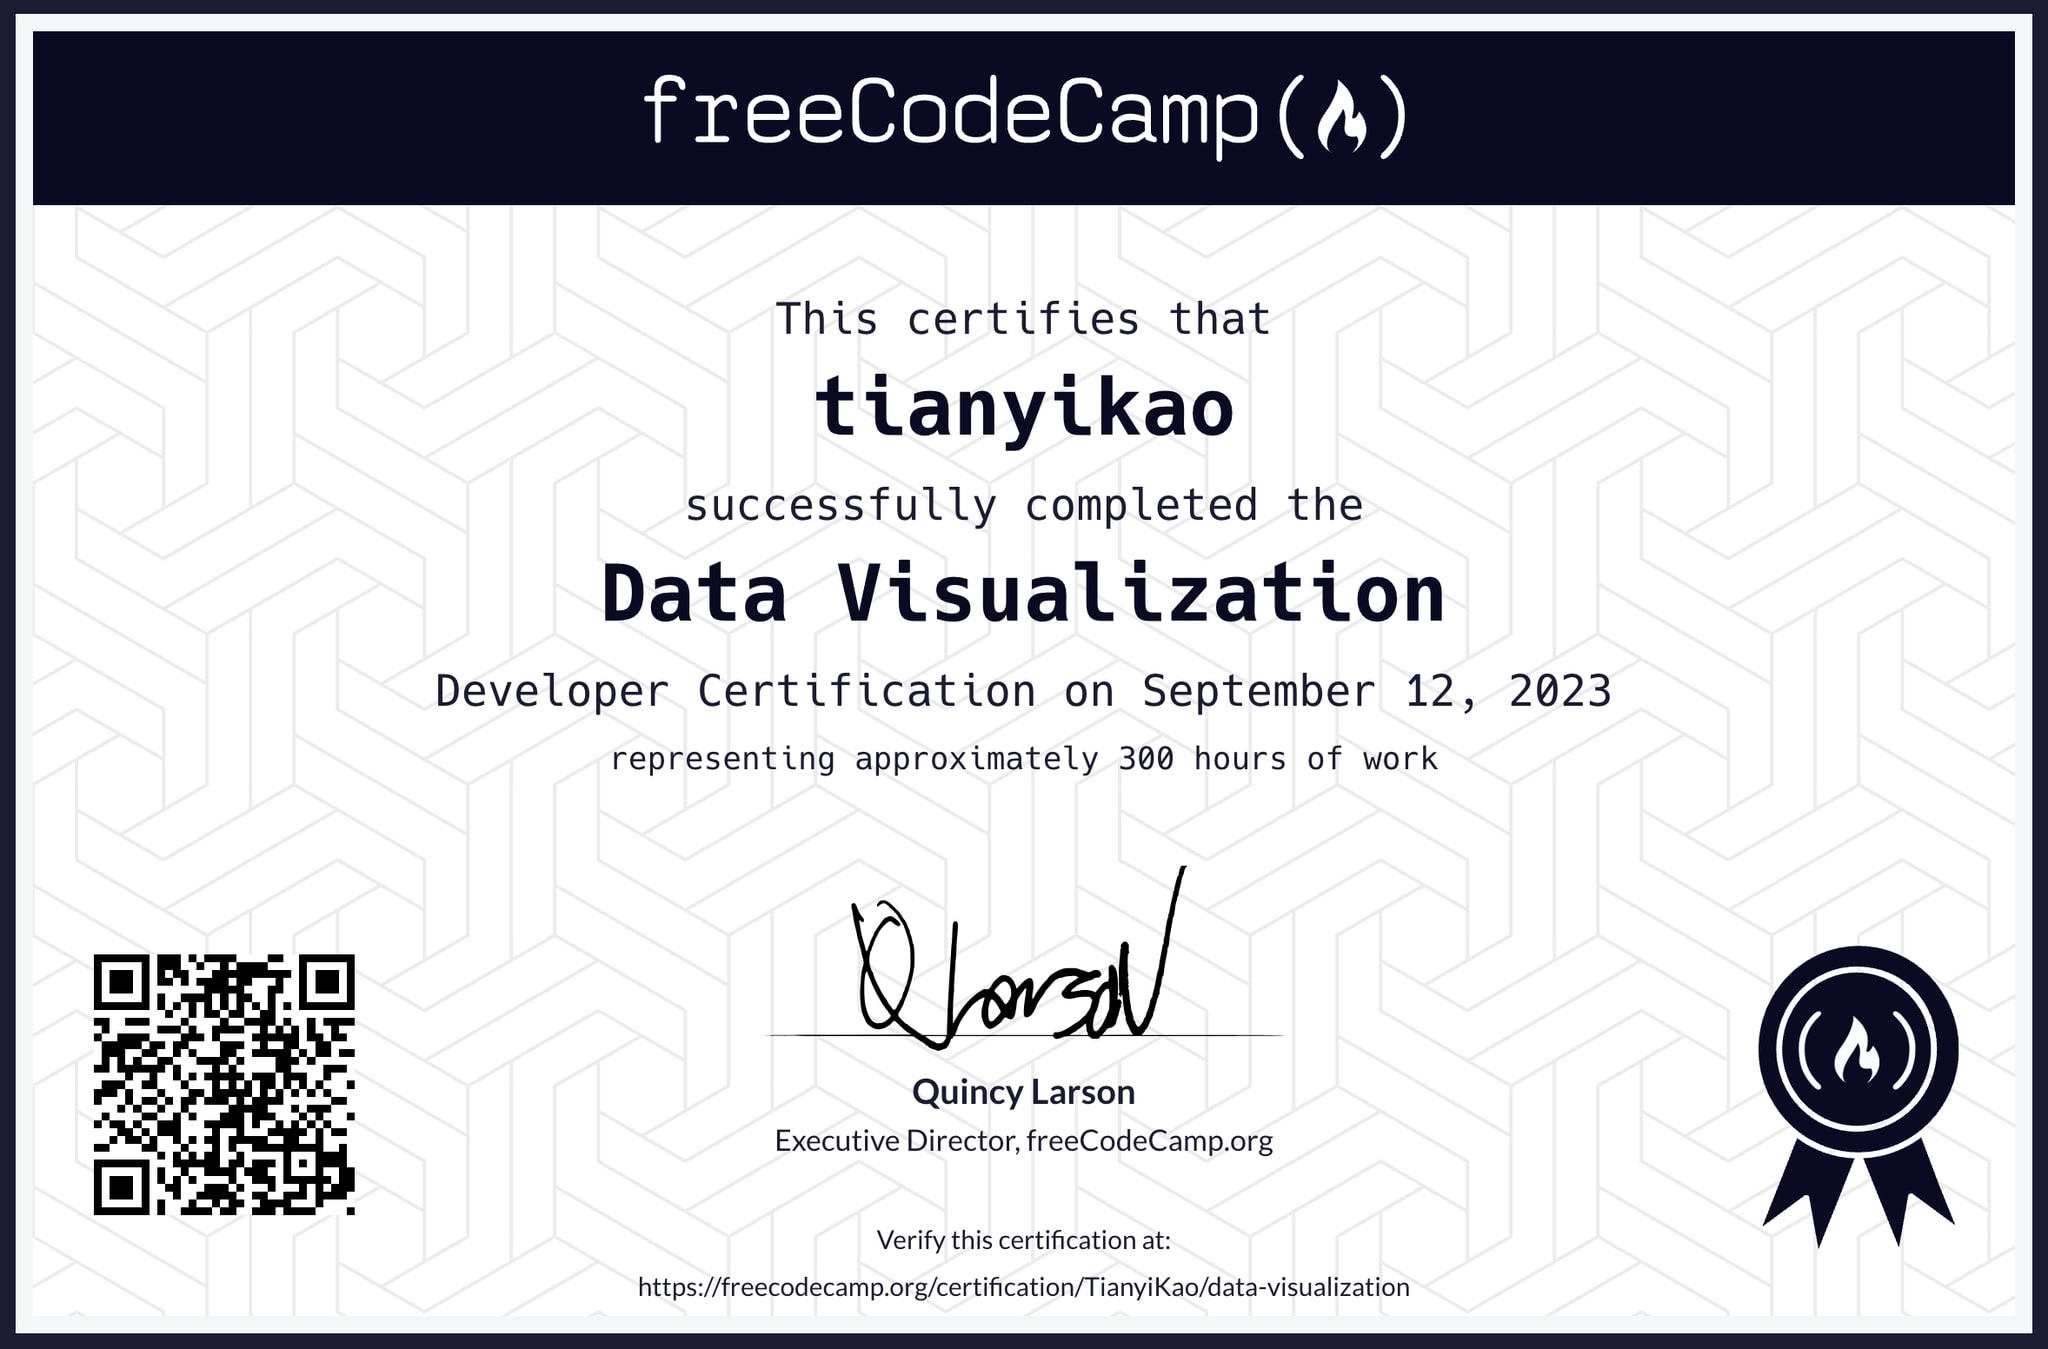 freeCodeCamp
This certifies that
tianyikao
successfully completed the
Data Visualization
Developer Certification on September 12, 2023
representing approximately 300 hours of work
Q Larson
Quincy Larson
Executive Director, freeCodeCamp.org
Verify this certification at:
https://freecodecamp.org/certification/TianyiKao/data-visualization